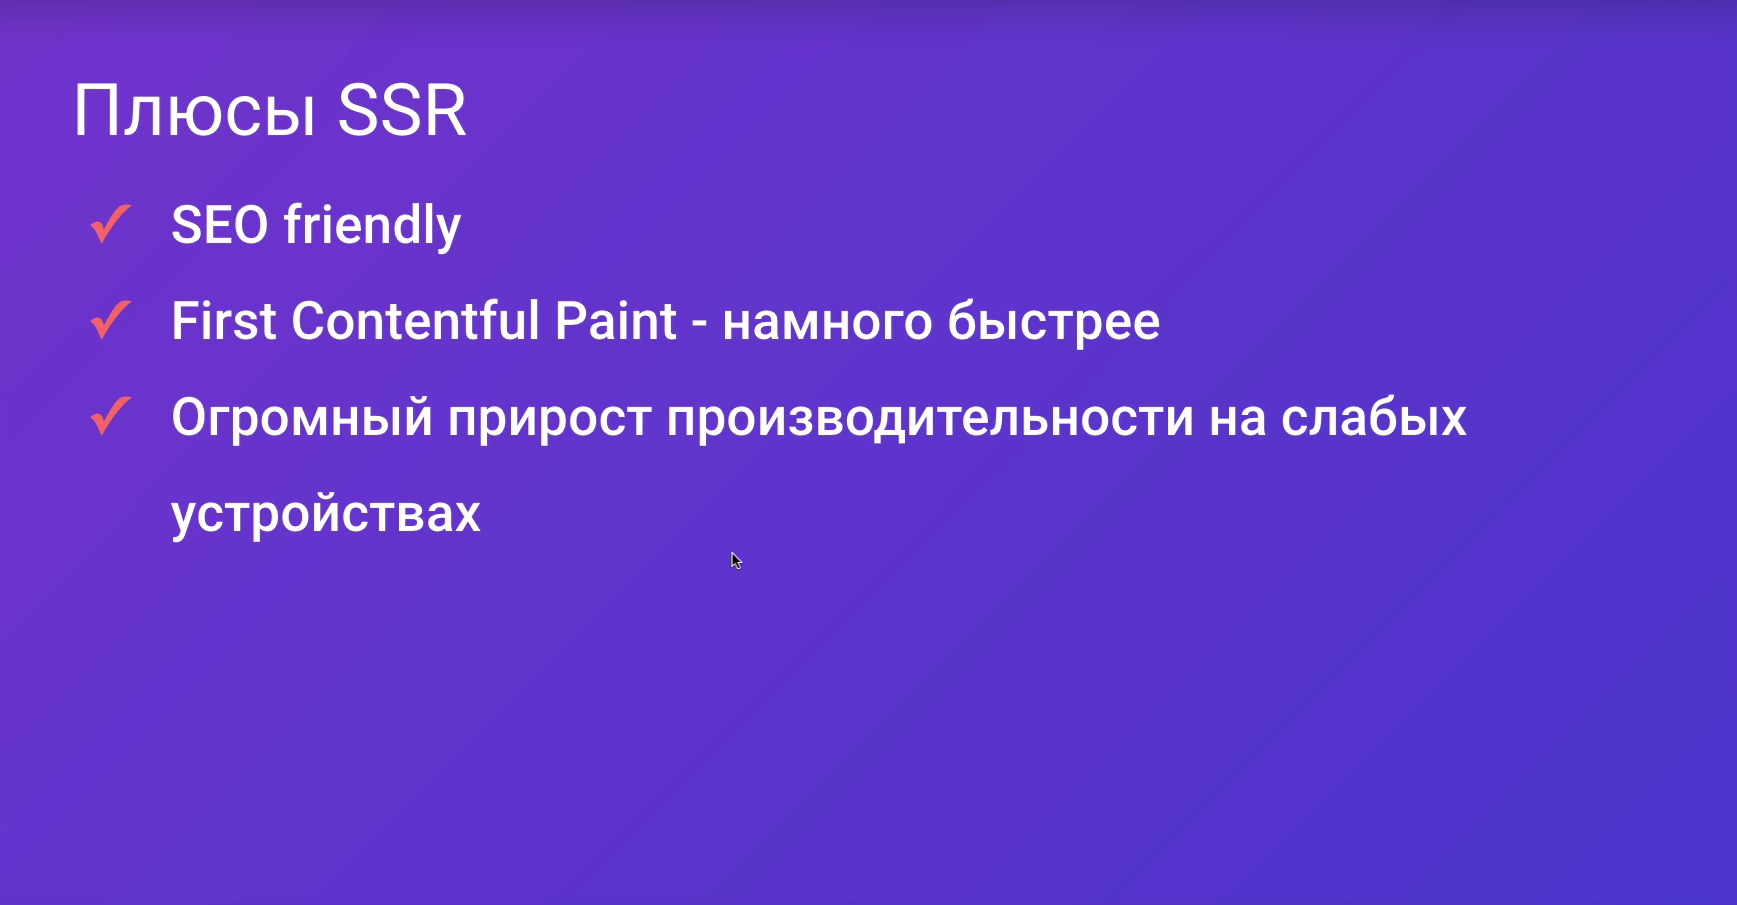 Плюсы SSR
✓ SEO friendly
✓ First Contentful Paint - намного быстрее
✓ Огромный прирост производительности на слабых
устройствах